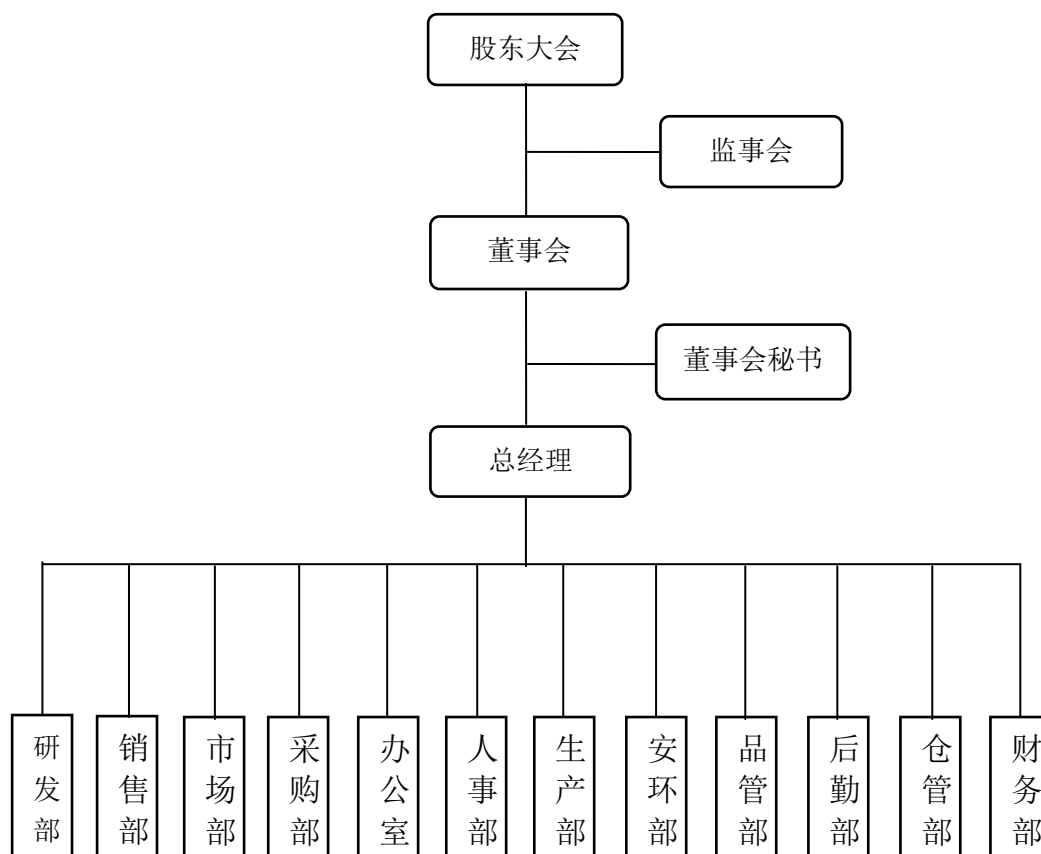 股东大会
监事会
董事会
董事会秘书
总经理
研发部
销售部
市场部
采购部
办公室
人事部
生产部
安环部
品管部
后勤部
仓管部
财务部